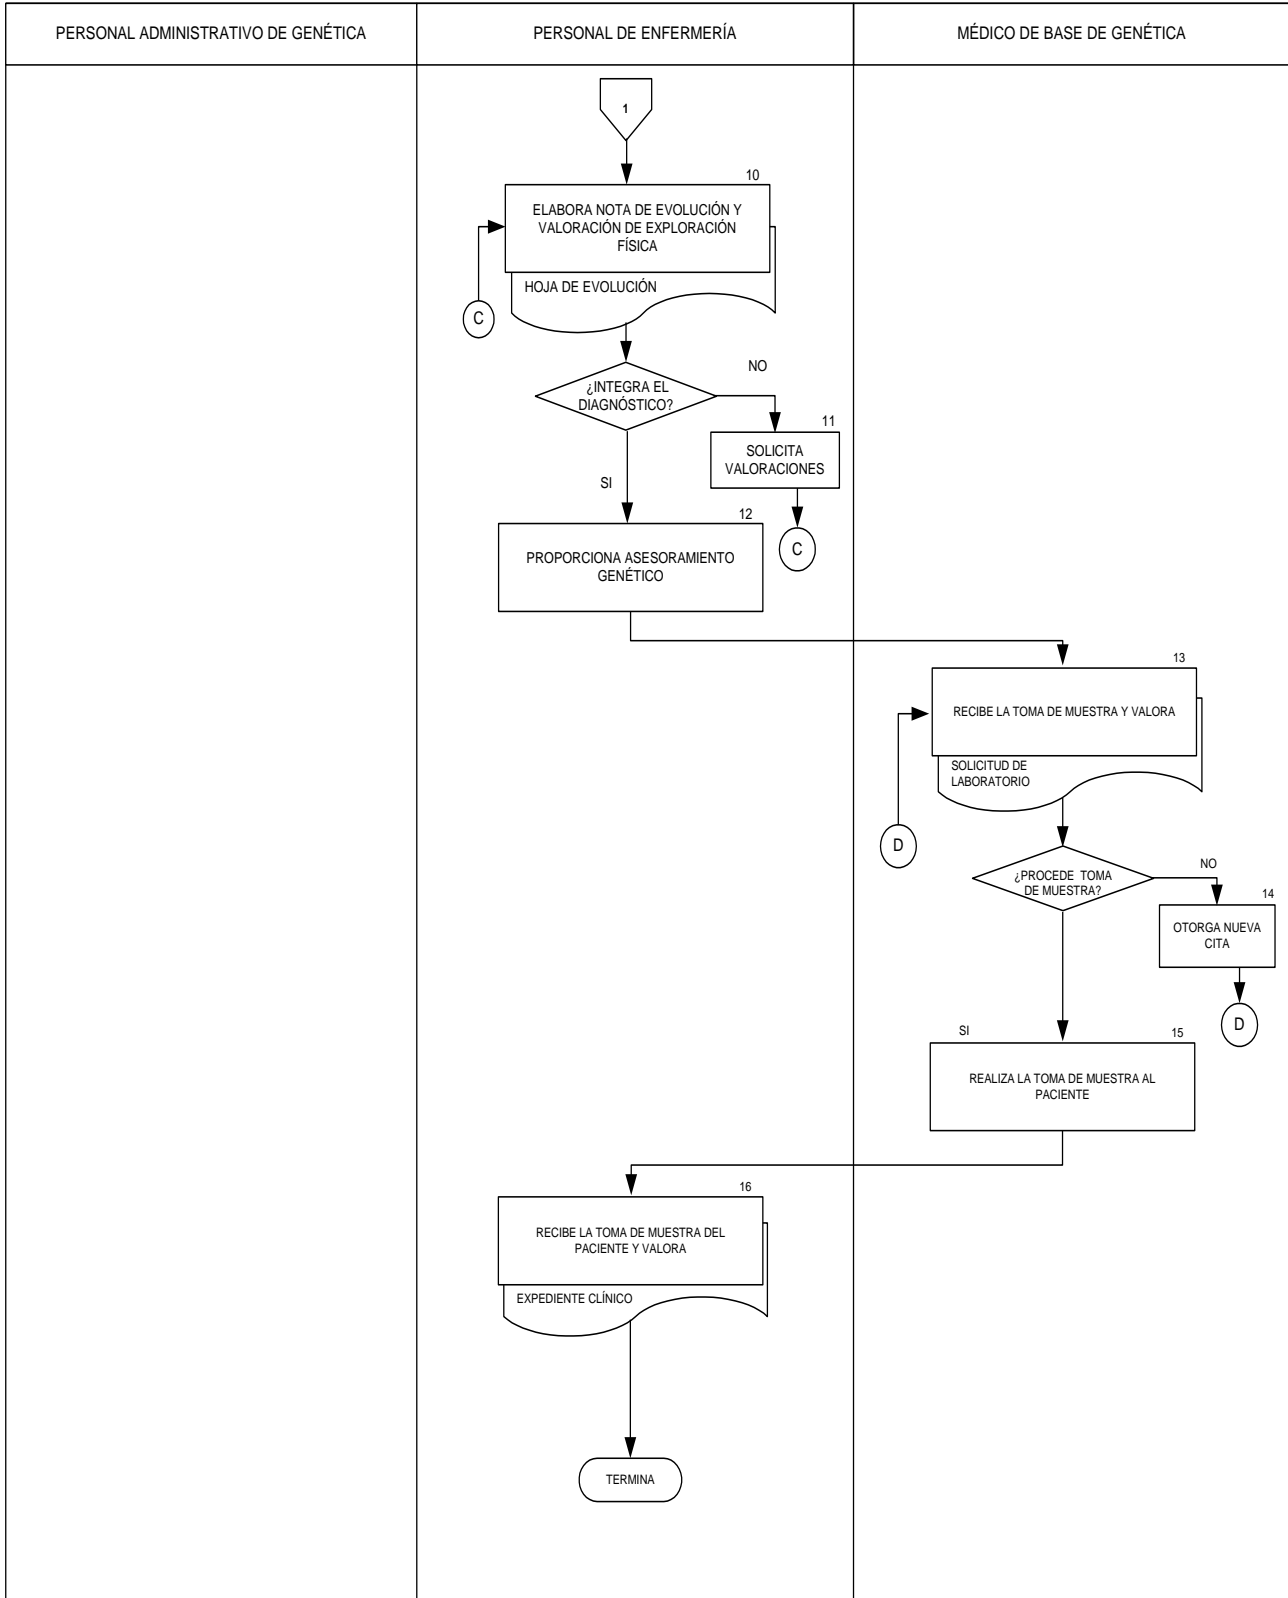 PERSONAL ADMINISTRATIVO DE GENÉTICA
PERSONAL DE ENFERMERÍA
MÉDICO DE BASE DE GENÉTICA
1
10
ELABORA NOTA DE EVOLUCIÓN Y
VALORACIÓN DE EXPLORACIÓN
FÍSICA
HOJA DE EVOLUCIÓN
C
¿INTEGRA EL
DIAGNÓSTICO?
NO
11
SOLICITA
VALORACIONES
C
SI
12
PROPORCIONA ASESORAMIENTO
GENÉTICO
13
RECIBE LA TOMA DE MUESTRA Y VALORA
SOLICITUD DE
LABORATORIO
D
¿PROCEDE TOMA
DE MUESTRA?
NO
14
OTORGA NUEVA
CITA
D
SI
15
REALIZA LA TOMA DE MUESTRA AL
PACIENTE
16
RECIBE LA TOMA DE MUESTRA DEL
PACIENTE Y VALORA
EXPEDIENTE CLÍNICO
TERMINA